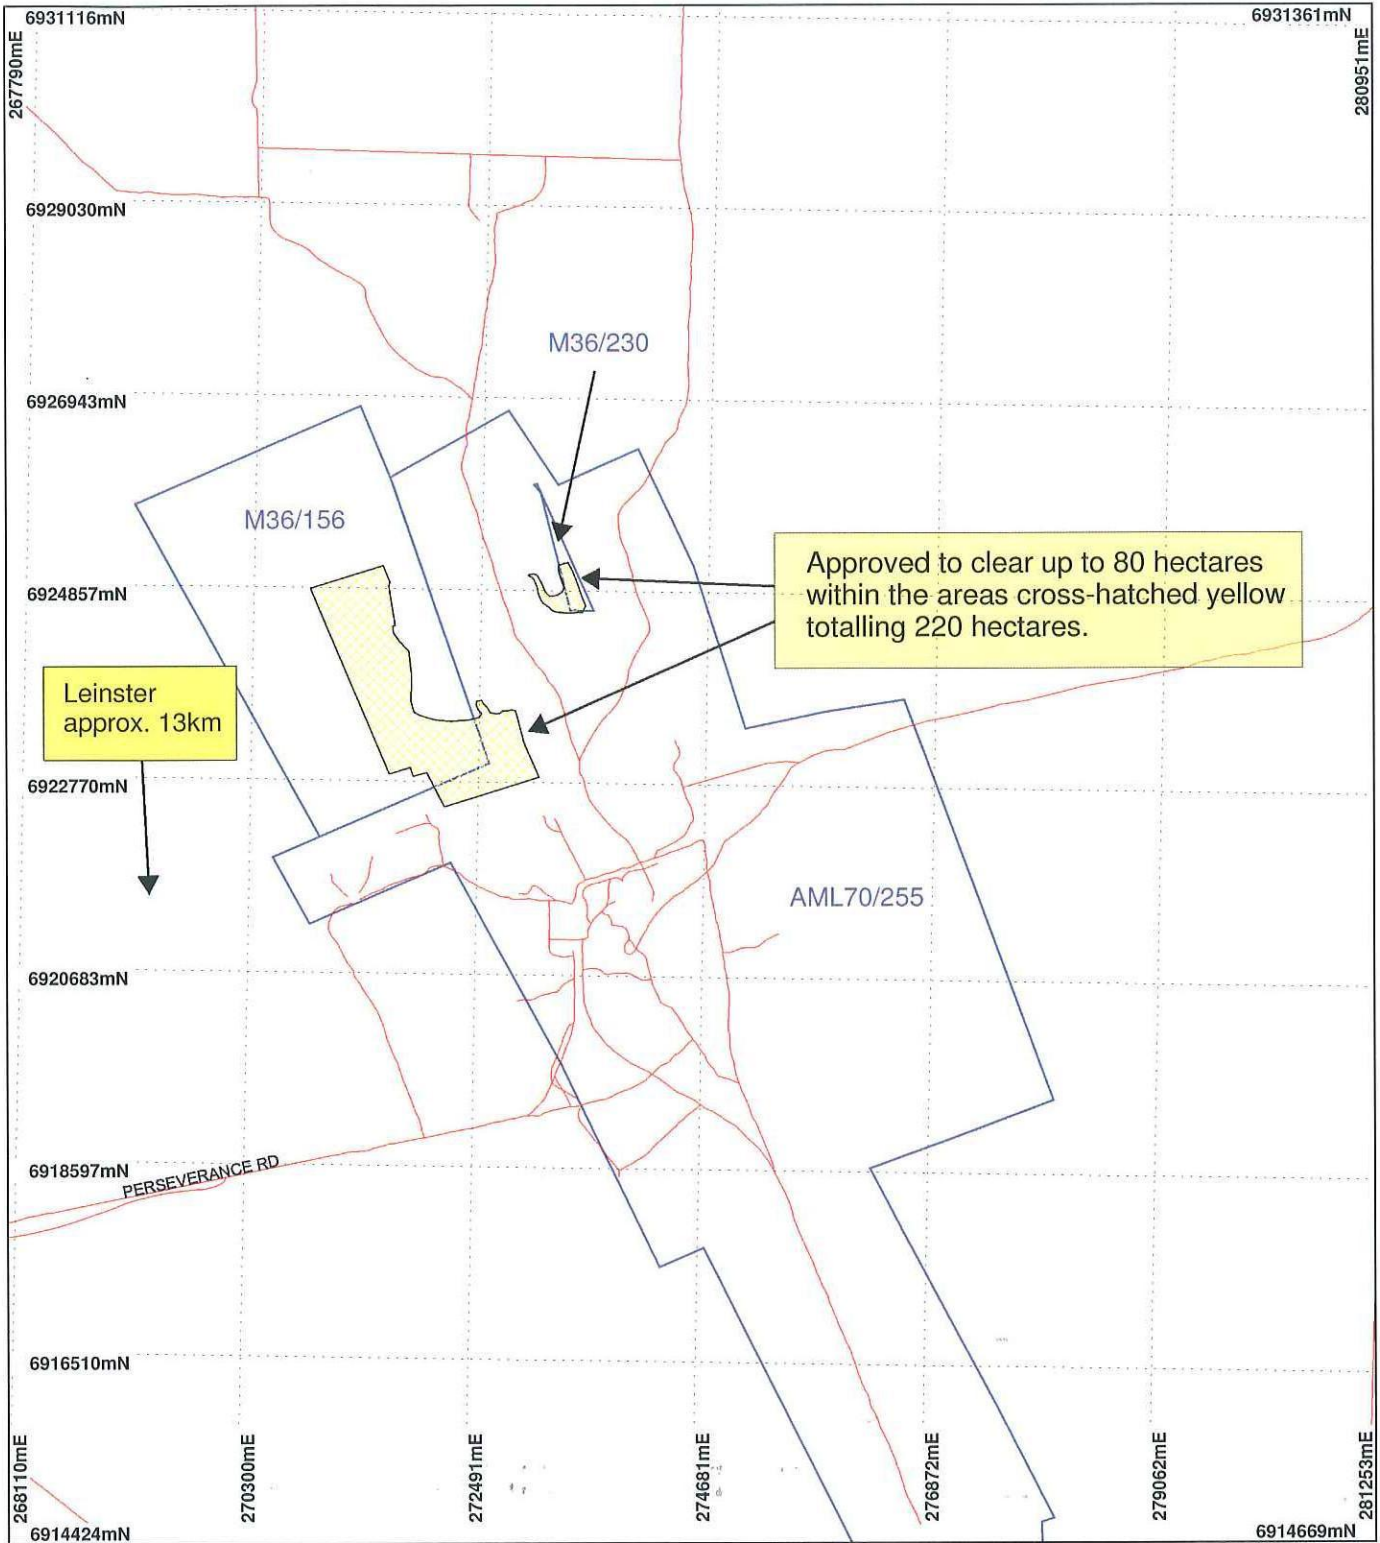 6931116mN
6931361mN
267790mE
280951mE
6929030mN
M36/230
6926943mN
M36/156
Approved to clear up to 80 hectares
within the areas cross-hatched yellow
totalling 220 hectares.
6924857mN
Leinster
approx. 13km
6922770mN
AML70/255
6920683mN
6918597mN
PERSEVERANCE RD
6916510mN
268110mE
270300mE
272491mE
274681mE
276872mE
279062mE
281253mE
6914424mN
6914669mN